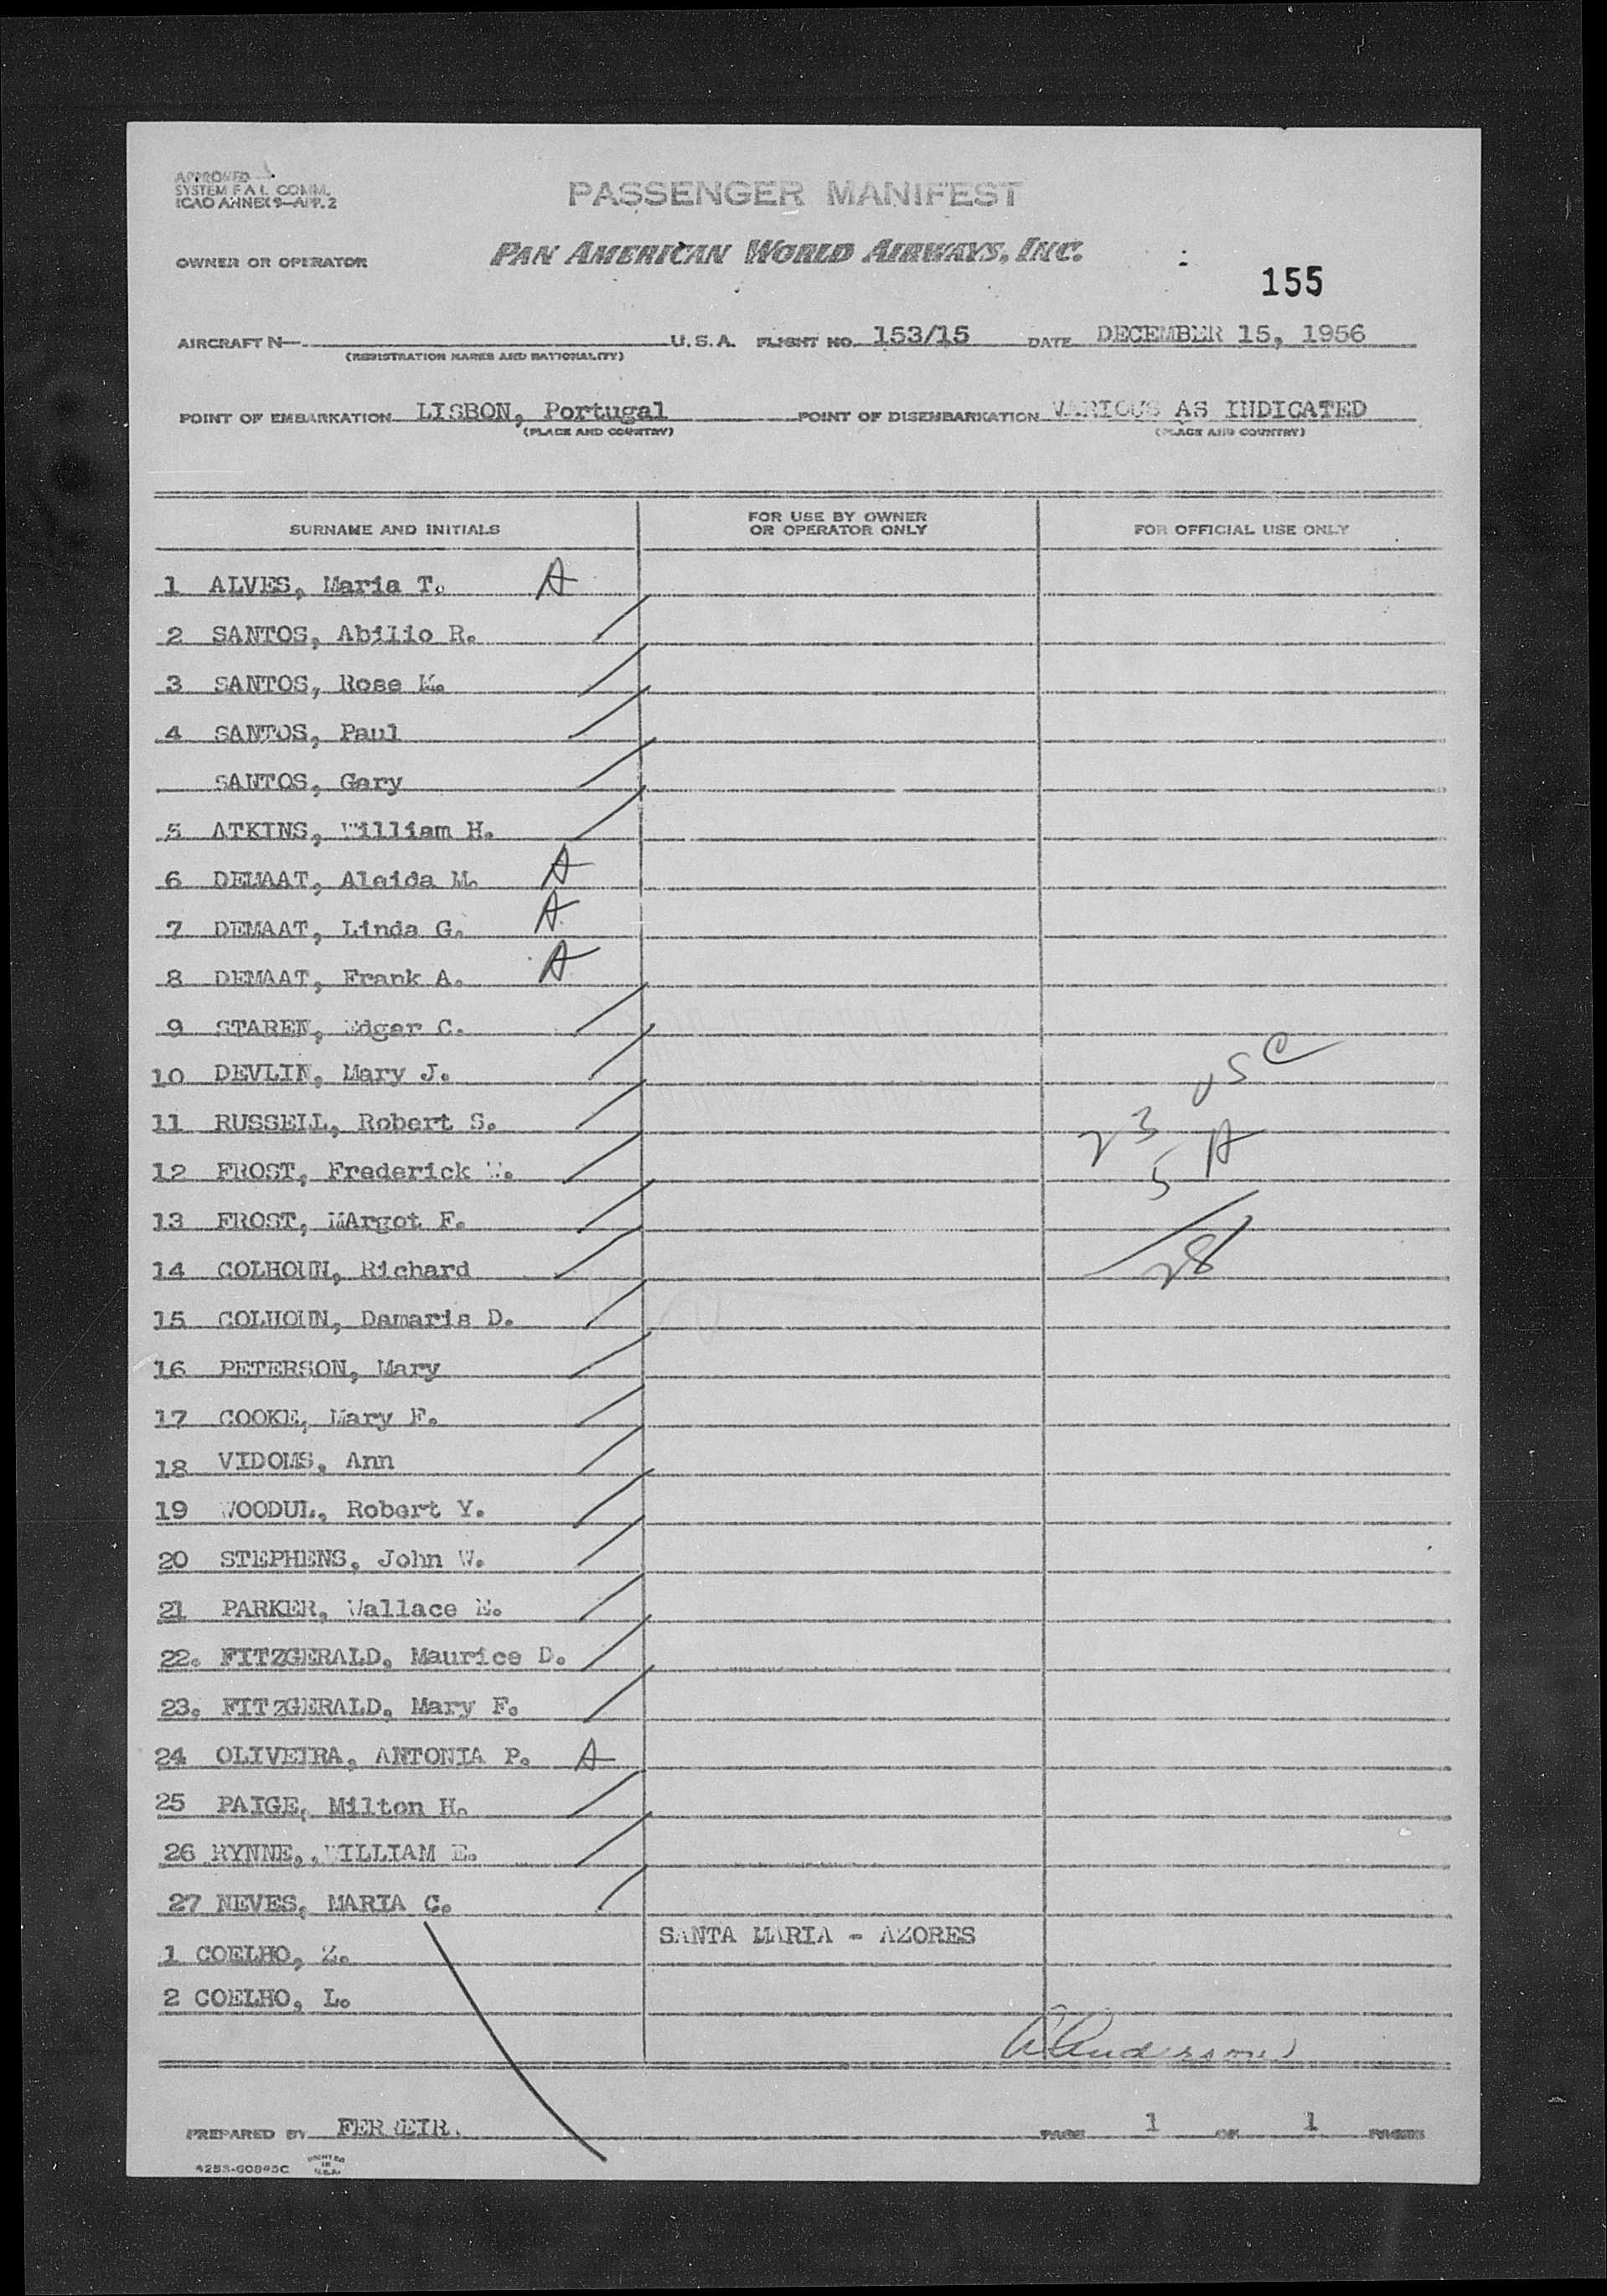 APPROVED
SYSTEM F A L COMM.
ICAO ANNEX 9—APP. 2
PASSENGER MANIFEST
OWNER OR OPERATOR PAN AMERICAN WORLD AIRWAYS, INC.
155
AIRCRAFT N— U.S.A. FLIGHT NO. 153/15 DATE DECEMBER 15, 1956
(REGISTRATION MARKS AND NATIONALITY)
POINT OF EMBARKATION LISBON, Portugal POINT OF DISEMBARKATION VARIOUS AS INDICATED
(PLACE AND COUNTRY) (PLACE AND COUNTRY)
SURNAME AND INITIALS FOR USE BY OWNER OR OPERATOR ONLY FOR OFFICIAL USE ONLY
1 ALVES, Maria T. A
2 SANTOS, Abilio R.
3 SANTOS, Rose M.
4 SANTOS, Paul
SANTOS, Gary
5 ATKINS, William H.
6 DEMAAT, Aleida M. A
7 DEMAAT, Linda G. A
8 DEMAAT, Frank A. A
9 STAREN, Edgar C.
10 DEVLIN, Mary J. USC
11 RUSSELL, Robert S. 23
12 FROST, Frederick 5 A
13 FROST, MArgot F.
14 COLHOUN, Richard 28
15 COLHOUN, Damaris D.
16 PETERSON, Mary
17 COOKE, Mary F.
18 VIDOMS, Ann
19 WOODUL, Robert Y.
20 STEPHENS, John W.
21 PARKER, Wallace E.
22. FITZGERALD, Maurice D.
23. FITZGERALD, Mary F.
24 OLIVEIRA, ANTONIA P. A
25 PAIGE, Milton H.
26 RYNNE, WILLIAM E.
27 NEVES, MARIA C.
SANTA MARIA - AZORES
1 COELHO, Z.
2 COELHO, L.
Anderson
PREPARED BY PAGE 1 OF 1 PAGES
4253-60845C PRINTED IN U.S.A.